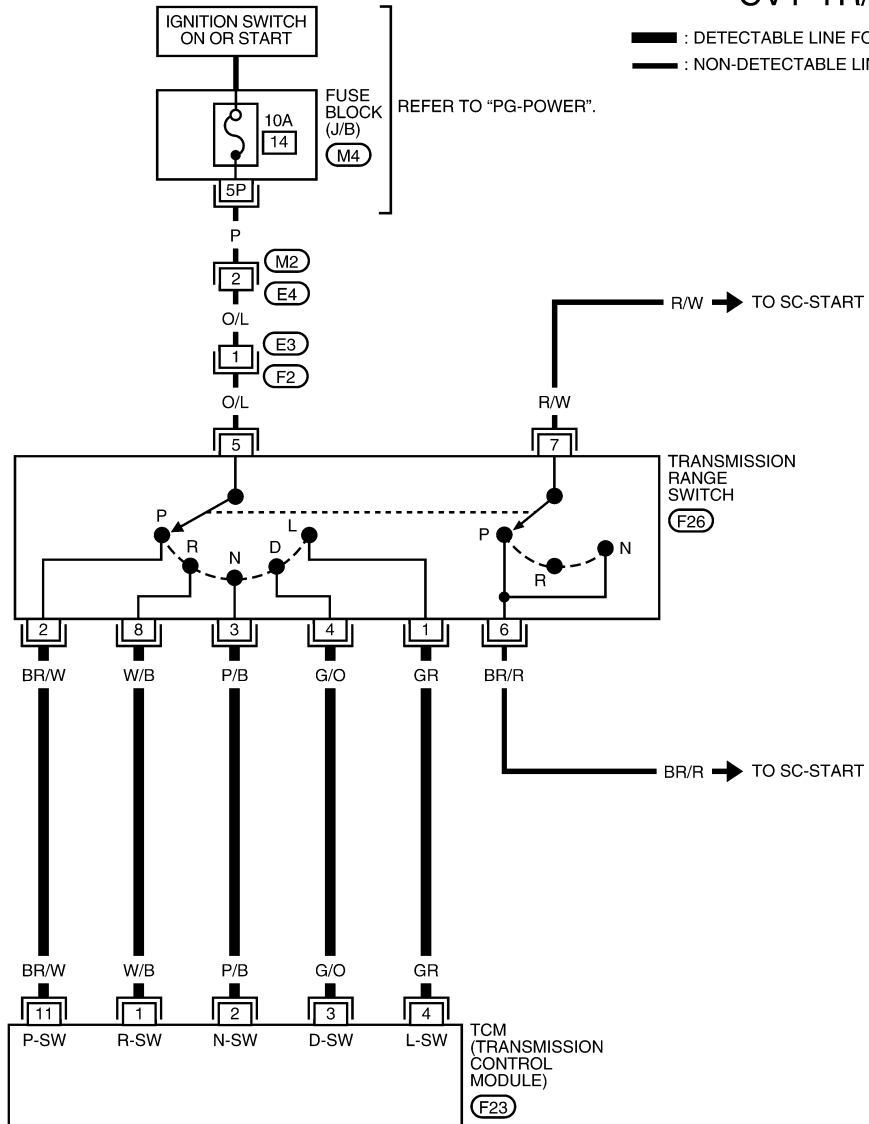 IGNITION SWITCH
ON OR START
: DETECTABLE LINE
: NON-DETECTABLE
FUSE
BLOCK
(J/B)
M4
10A
14
REFER TO “PG-POWER”.
5P
P
2
M2
E4
O/L
1
E3
F2
O/L
5
R/W
TO SC-START
R/W
7
TRANSMISSION
RANGE
SWITCH
F26
P
R
N
D
L
P
R
N
2
8
3
4
1
6
BR/W
W/B
P/B
G/O
GR
BR/R
BR/R
TO SC-START
BR/W
W/B
P/B
G/O
GR
11
1
2
3
4
P-SW
R-SW
N-SW
D-SW
L-SW
TCM
(TRANSMISSION
CONTROL
MODULE)
F23